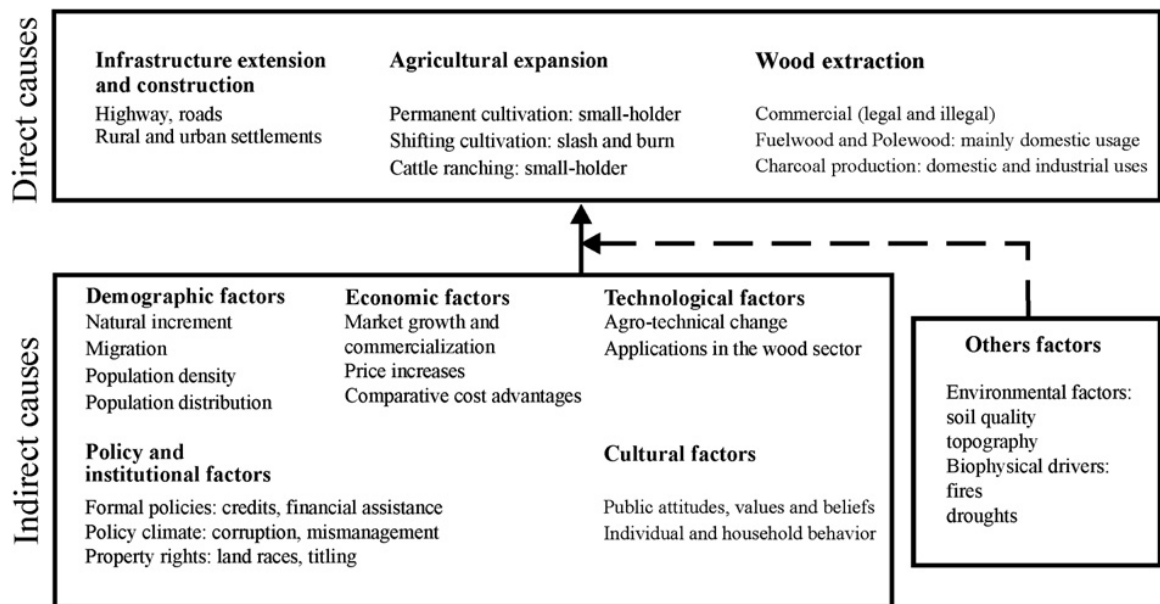 Direct causes
Infrastructure extension
and construction
Highway, roads
Rural and urban settlements
Agricultural expansion
Permanent cultivation: small-holder
Shifting cultivation: slash and burn
Cattle ranching: small-holder
Wood extraction
Commercial (legal and illegal)
Fuelwood and Polewood: mainly domestic usage
Charcoal production: domestic and industrial uses
Indirect causes
Demographic factors
Natural increment
Migration
Population density
Population distribution
Economic factors
Market growth and
commercialization
Price increases
Comparative cost advantages
Technological factors
Agro-technical change
Applications in the wood sector
Policy and
institutional factors
Formal policies: credits, financial assistance
Policy climate: corruption, mismanagement
Property rights: land races, titling
Cultural factors
Public attitudes, values and beliefs
Individual and household behavior
Others factors
Environmental factors:
soil quality
topography
Biophysical drivers:
fires
droughts